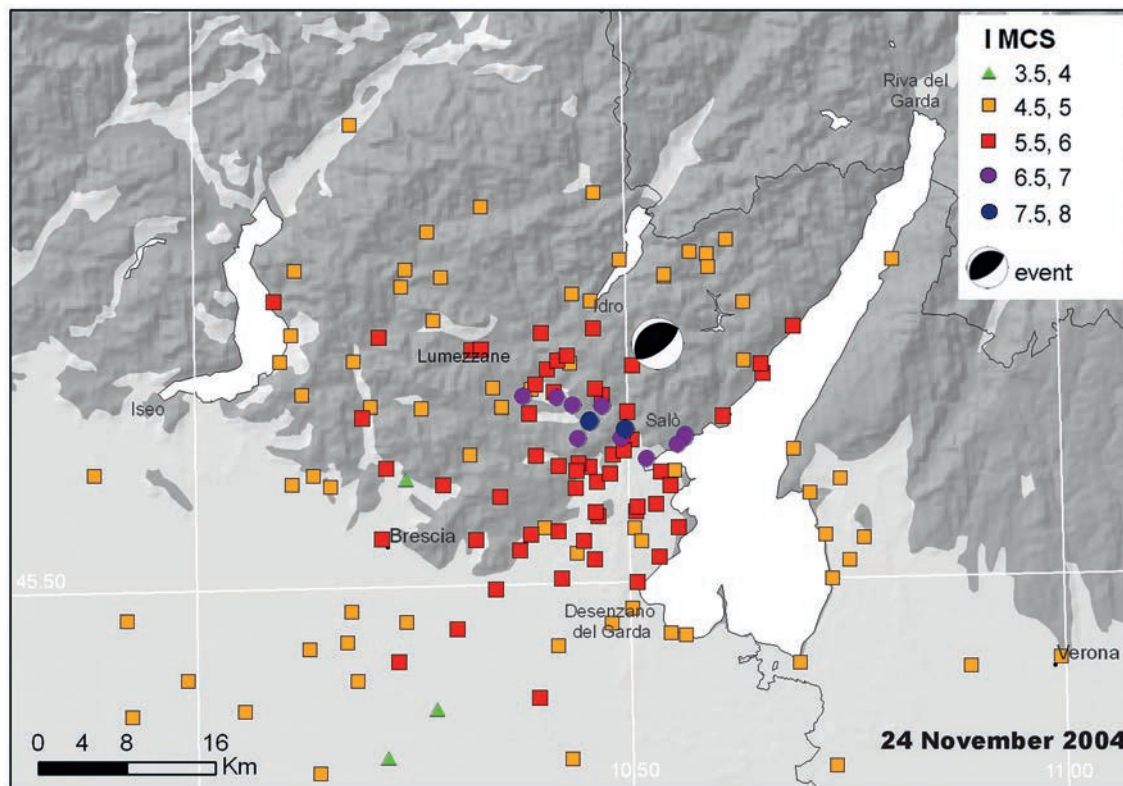 I MCS
3.5, 4
4.5, 5
5.5, 6
6.5, 7
7.5, 8
event
Riva del
Garda
Idro
Lumezzane
Iseo
Salò
Brescia
45.50
Desenzano
del Garda
Verona
0 4 8 16
Km
24 November 2004
10.50
11.00